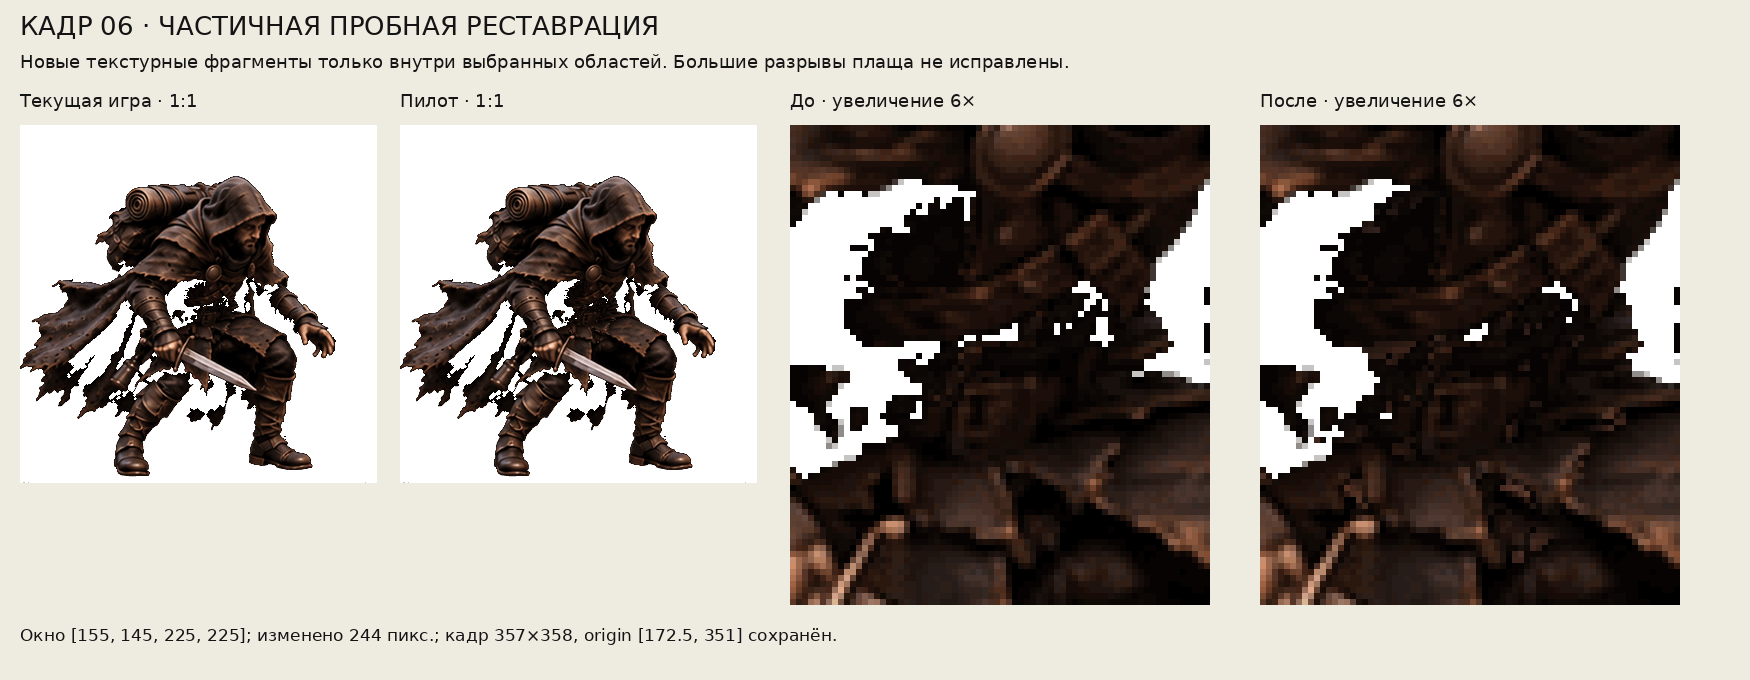 КАДР 06 · ЧАСТИЧНАЯ ПРОБНАЯ РЕСТАВРАЦИЯ
Новые текстурные фрагменты только внутри выбранных областей. Большие разрывы плаща не исправлены.
Текущая игра · 1:1
Пилот · 1:1
До · увеличение 6×
После · увеличение 6×
Окно [155, 145, 225, 225]; изменено 244 пикс.; кадр 357×358, origin [172.5, 351] сохранён.